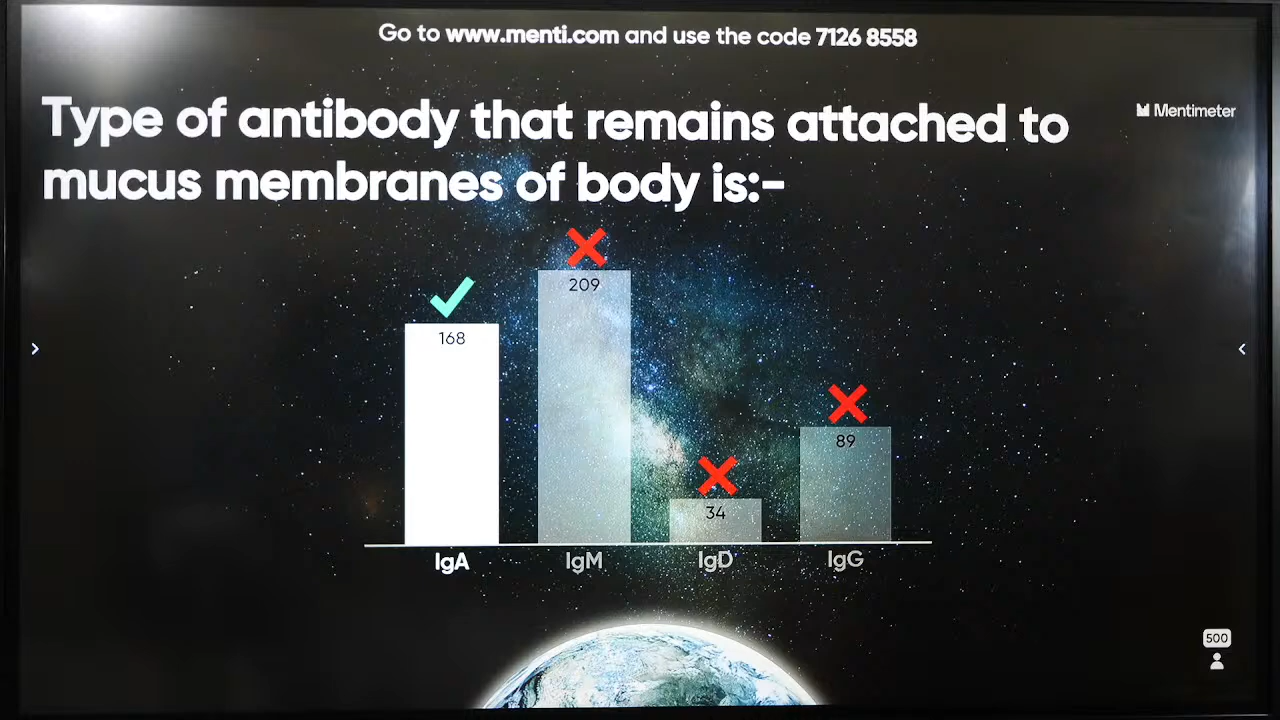 Go to www.menti.com and use the code 7126 8558
Mentimeter
Type of antibody that remains attached to
mucus membranes of body is:-
168
209
34
89
IgA
IgM
IgD
IgG
500